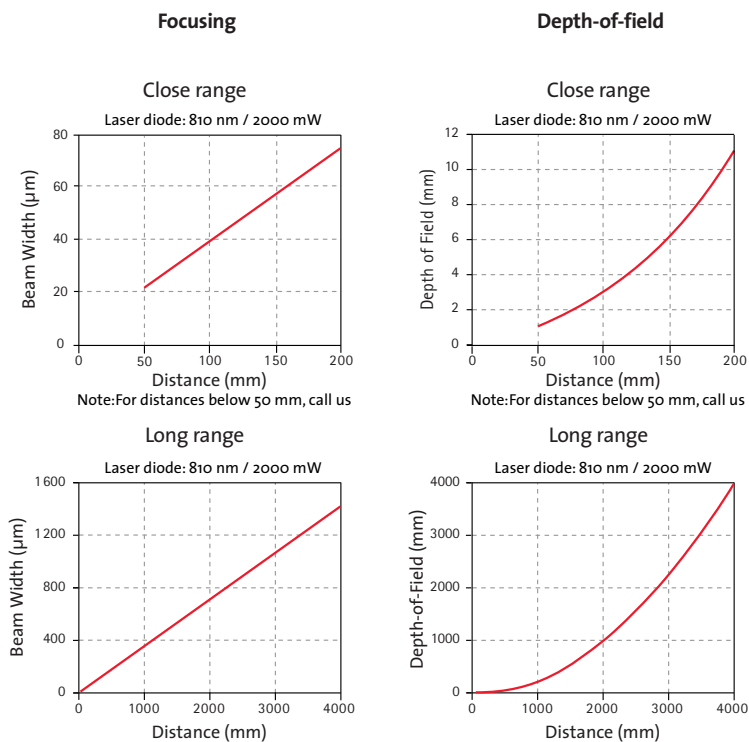 Focusing
Depth-of-field
Close range
Laser diode: 810 nm / 2000 mW
80
60
40
20
0
Beam Width (µm)
0 50 100 150 200
Distance (mm)
Note:For distances below 50 mm, call us
Close range
Laser diode: 810 nm / 2000 mW
12
10
8
6
4
2
0
Depth of Field (mm)
0 50 100 150 200
Distance (mm)
Note:For distances below 50 mm, call us
Long range
Laser diode: 810 nm / 2000 mW
1600
1200
800
400
0
Beam Width (µm)
0 1000 2000 3000 4000
Distance (mm)
Long range
Laser diode: 810 nm / 2000 mW
4000
3000
2000
1000
0
Depth-of-Field (mm)
0 1000 2000 3000 4000
Distance (mm)